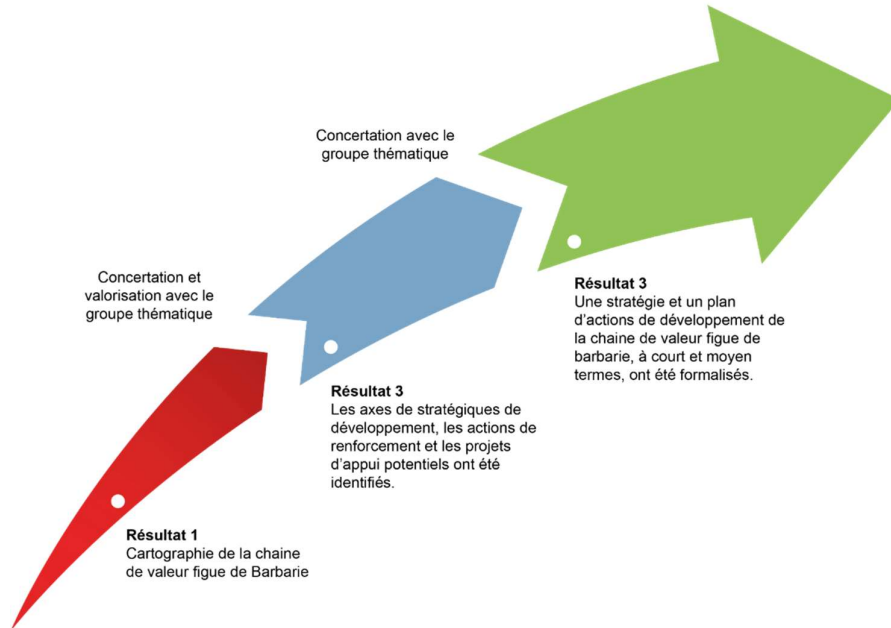 Concertation avec le
groupe thématique
Concertation et
valorisation avec le
groupe thématique
Résultat 3
Une stratégie et un plan
d'actions de développement de
la chaine de valeur figue de
barbarie, à court et moyen
termes, ont été formalisés.
Résultat 3
Les axes de stratégiques de
développement, les actions de
renforcement et les projets
d'appui potentiels ont été
identifiés.
Résultat 1
Cartographie de la chaine
de valeur figue de Barbarie